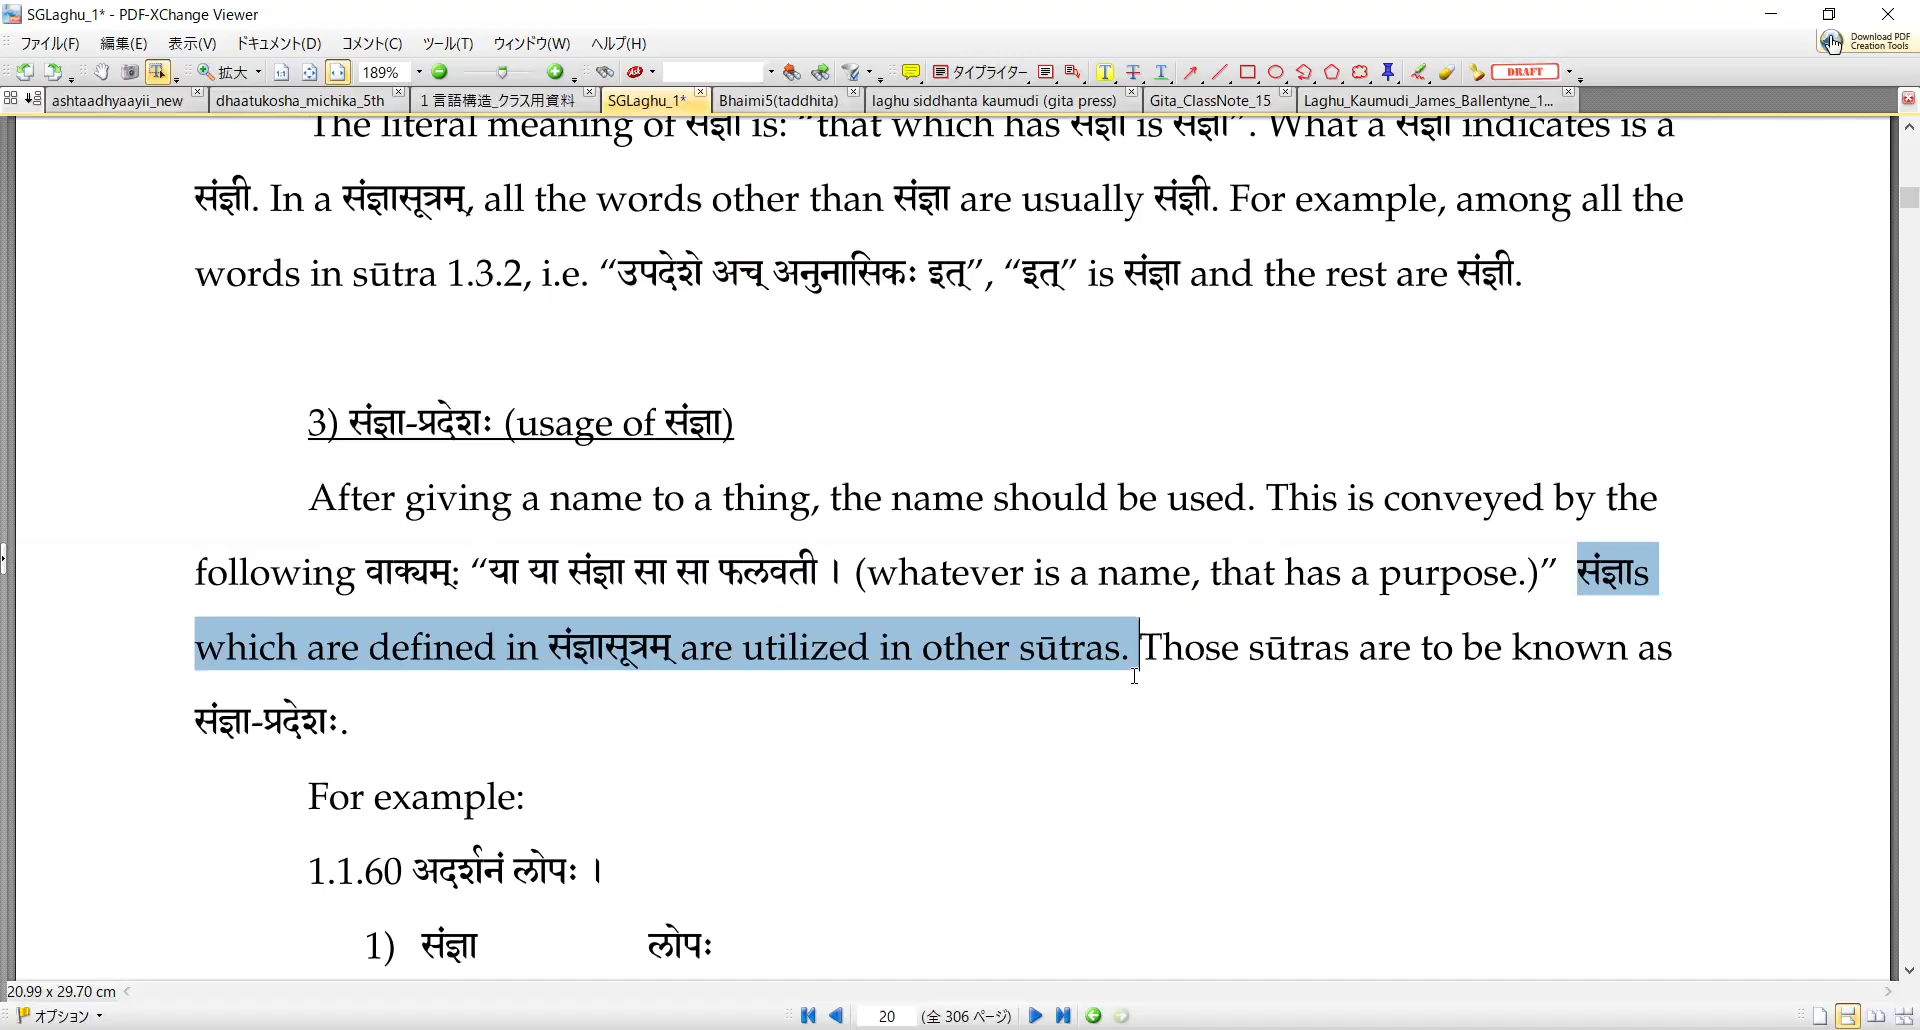 SGLaghu_1* - PDF-XChange Viewer
ファイル(F) 編集(E) 表示(V) ドキュメント(D) コメント(C) ツール(T) ウィンドウ(W) ヘルプ(H)
Download PDF
Creation Tools
拡大 189% タイプライター DRAFT
ashtaadhyaayii_new dhaatukosha_michika_5th 1 言語構造_クラス用資料 SGLaghu_1* Bhaimi5(taddhita) laghu siddhanta kaumudi (gita press) Gita_ClassNote_15 Laghu_Kaumudi_James_Ballentyne_1...
The literal meaning of संज्ञी is: “that which has संज्ञा is संज्ञी”. What a संज्ञा indicates is a
संज्ञी. In a संज्ञासूत्रम्, all the words other than संज्ञा are usually संज्ञी. For example, among all the
words in sūtra 1.3.2, i.e. “उपदेशे अच् अनुनासिकः इत्”, “इत्” is संज्ञा and the rest are संज्ञी.
3) संज्ञा-प्रदेशः (usage of संज्ञा)
After giving a name to a thing, the name should be used. This is conveyed by the
following वाक्यम्: “या या संज्ञा सा सा फलवती । (whatever is a name, that has a purpose.)” संज्ञाs
which are defined in संज्ञासूत्रम् are utilized in other sūtras. Those sūtras are to be known as
संज्ञा-प्रदेशः.
For example:
1.1.60 अदर्शनं लोपः ।
1) संज्ञा लोपः
20.99 x 29.70 cm
オプション 20 (全 306 ページ)